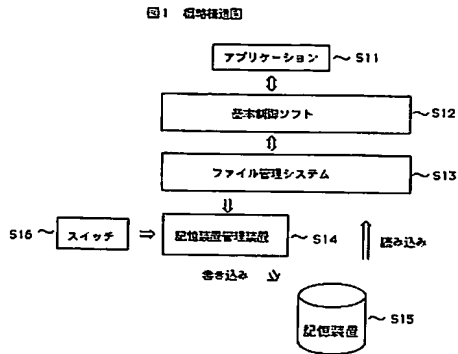 図1 概略構造図
アプリケーション S11
基本制御ソフト S12
ファイル管理システム S13
S16 スイッチ 記憶装置管理装置 S14 読み込み
書き込み
記憶装置 S15